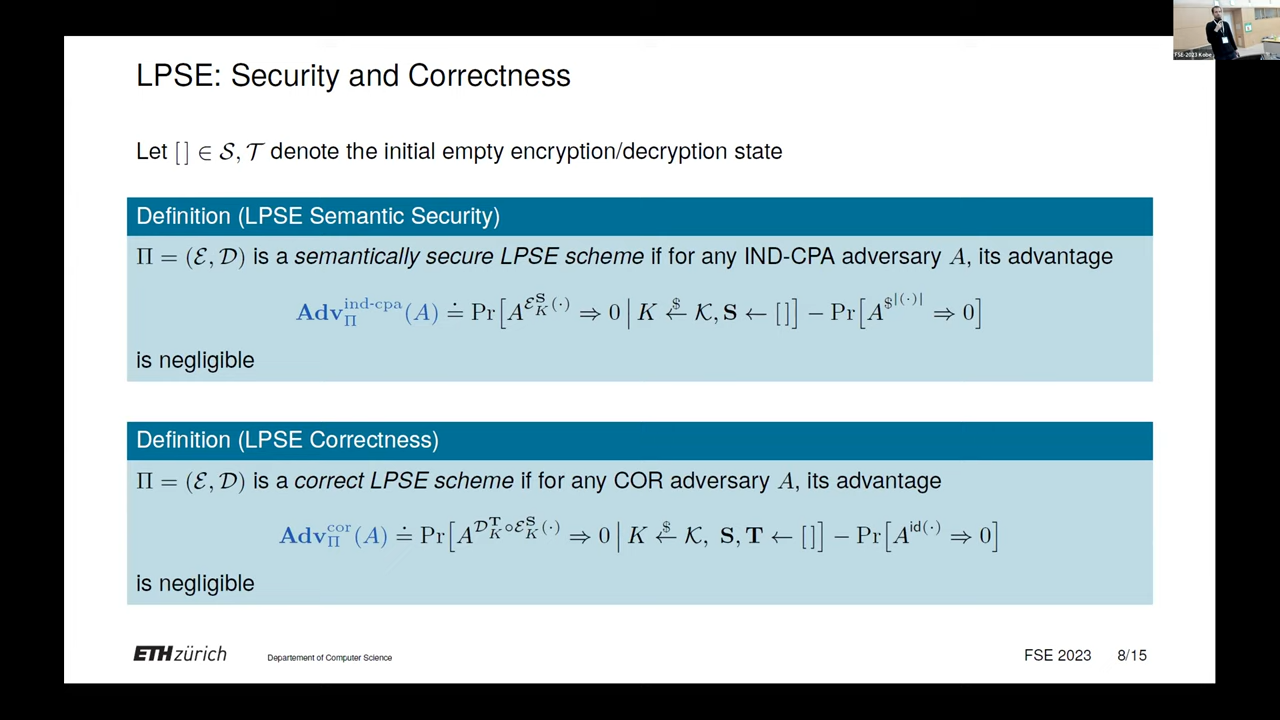 FSE-2023 Kobe
LPSE: Security and Correctness
Let [ ] ∈ 𝒮, 𝒯 denote the initial empty encryption/decryption state
Definition (LPSE Semantic Security)
Π = (ℰ, 𝒟) is a semantically secure LPSE scheme if for any IND-CPA adversary A, its advantage
Adv_Π^{ind-cpa}(A) ≐ Pr[A^{ℰ_K^S(·)} ⇒ 0 | K ←$ 𝒦, S ← [ ]] − Pr[A^{$^{|(·)|}} ⇒ 0]
is negligible
Definition (LPSE Correctness)
Π = (ℰ, 𝒟) is a correct LPSE scheme if for any COR adversary A, its advantage
Adv_Π^{cor}(A) ≐ Pr[A^{𝒟_K^T∘ℰ_K^S(·)} ⇒ 0 | K ←$ 𝒦, S, T ← [ ]] − Pr[A^{id(·)} ⇒ 0]
is negligible
ETH zürich
Departement of Computer Science
FSE 2023 8/15